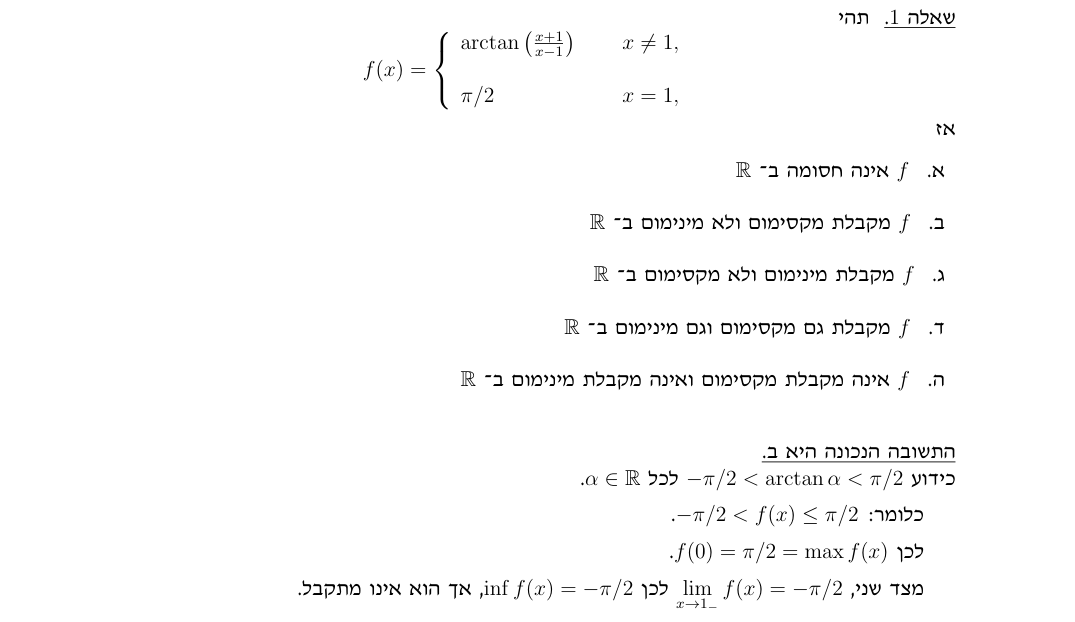 שאלה 1. תהי
f(x) = { arctan (x+1/x−1)   x ≠ 1,
π/2   x = 1,
אז
א. f אינה חסומה ב־ ℝ
ב. f מקבלת מקסימום ולא מינימום ב־ ℝ
ג. f מקבלת מינימום ולא מקסימום ב־ ℝ
ד. f מקבלת גם מקסימום וגם מינימום ב־ ℝ
ה. f אינה מקבלת מקסימום ואינה מקבלת מינימום ב־ ℝ
התשובה הנכונה היא ב.
כידוע −π/2 < arctan α < π/2 לכל α ∈ ℝ.
כלומר: −π/2 < f(x) ≤ π/2.
לכן f(0) = π/2 = max f(x).
מצד שני, lim x→1− f(x) = −π/2 לכן inf f(x) = −π/2, אך הוא אינו מתקבל.